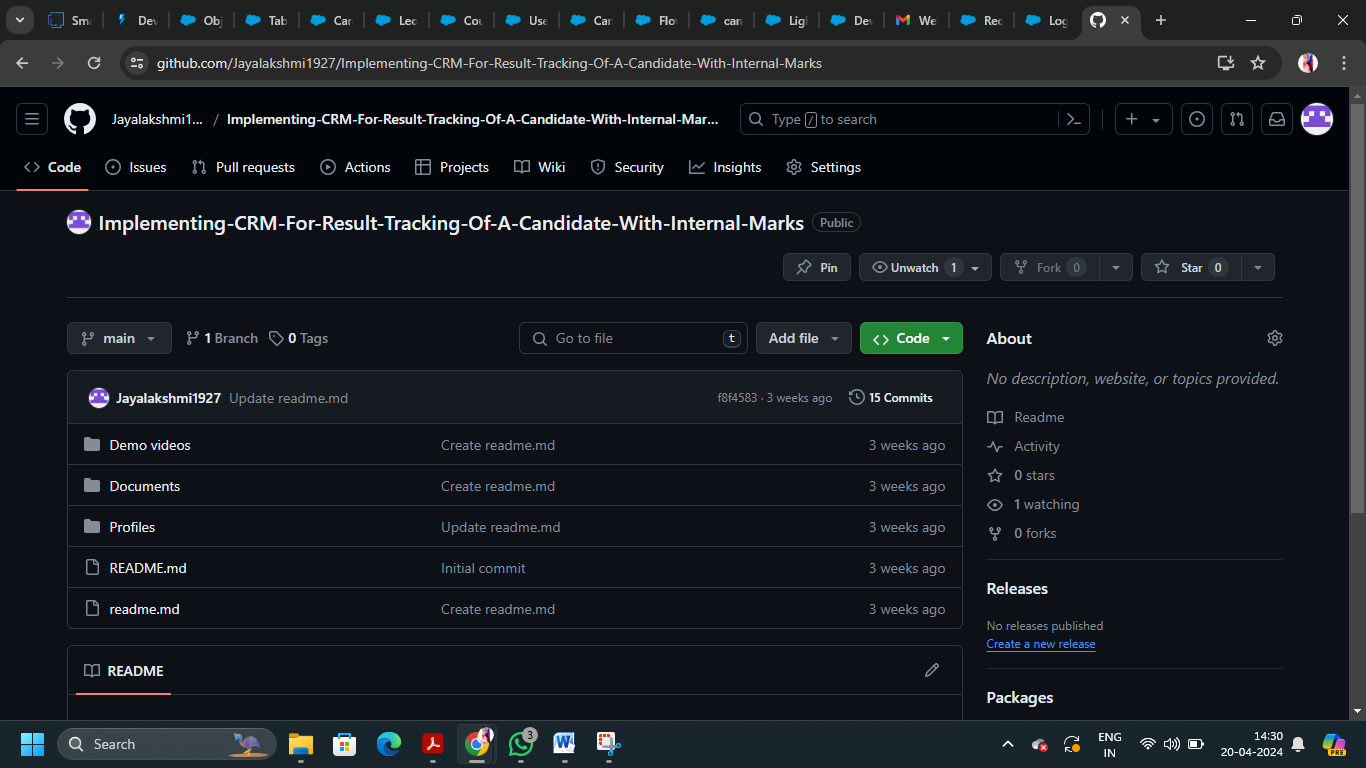 Sma Dev Obj Tab Car Lec Cou Use Car Flo can Ligh Dev We Rec Log
github.com/Jayalakshmi1927/Implementing-CRM-For-Result-Tracking-Of-A-Candidate-With-Internal-Marks
Jayalakshmi1... / Implementing-CRM-For-Result-Tracking-Of-A-Candidate-With-Internal-Mar... Type / to search
Code Issues Pull requests Actions Projects Wiki Security Insights Settings
Implementing-CRM-For-Result-Tracking-Of-A-Candidate-With-Internal-Marks Public
Pin Unwatch 1 Fork 0 Star 0
main 1 Branch 0 Tags Go to file t Add file Code
Jayalakshmi1927 Update readme.md f8f4583 · 3 weeks ago 15 Commits
Demo videos Create readme.md 3 weeks ago
Documents Create readme.md 3 weeks ago
Profiles Update readme.md 3 weeks ago
README.md Initial commit 3 weeks ago
readme.md Create readme.md 3 weeks ago
README
About
No description, website, or topics provided.
Readme
Activity
0 stars
1 watching
0 forks
Releases
No releases published
Create a new release
Packages
Search 3 ENG 14:30
IN 20-04-2024 PRE